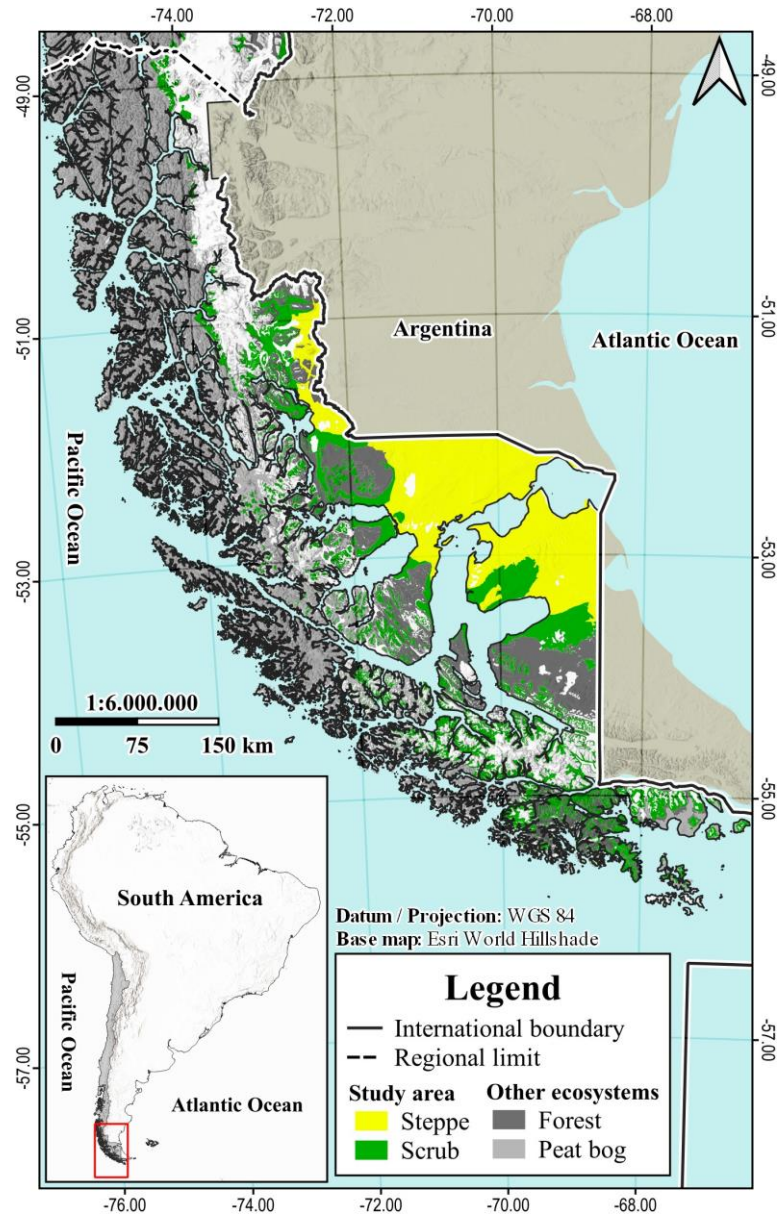 -74.00 -72.00 -70.00 -68.00
-49.00 -49.00
-51.00 -51.00
Argentina
Atlantic Ocean
Pacific Ocean
-53.00 -53.00
1:6.000.000
0 75 150 km
-55.00 -55.00
South America
Pacific Ocean
Atlantic Ocean
Datum / Projection: WGS 84
Base map: Esri World Hillshade
Legend
International boundary
Regional limit
Study area Other ecosystems
Steppe Forest
Scrub Peat bog
-57.00 -57.00
-76.00 -74.00 -72.00 -70.00 -68.00